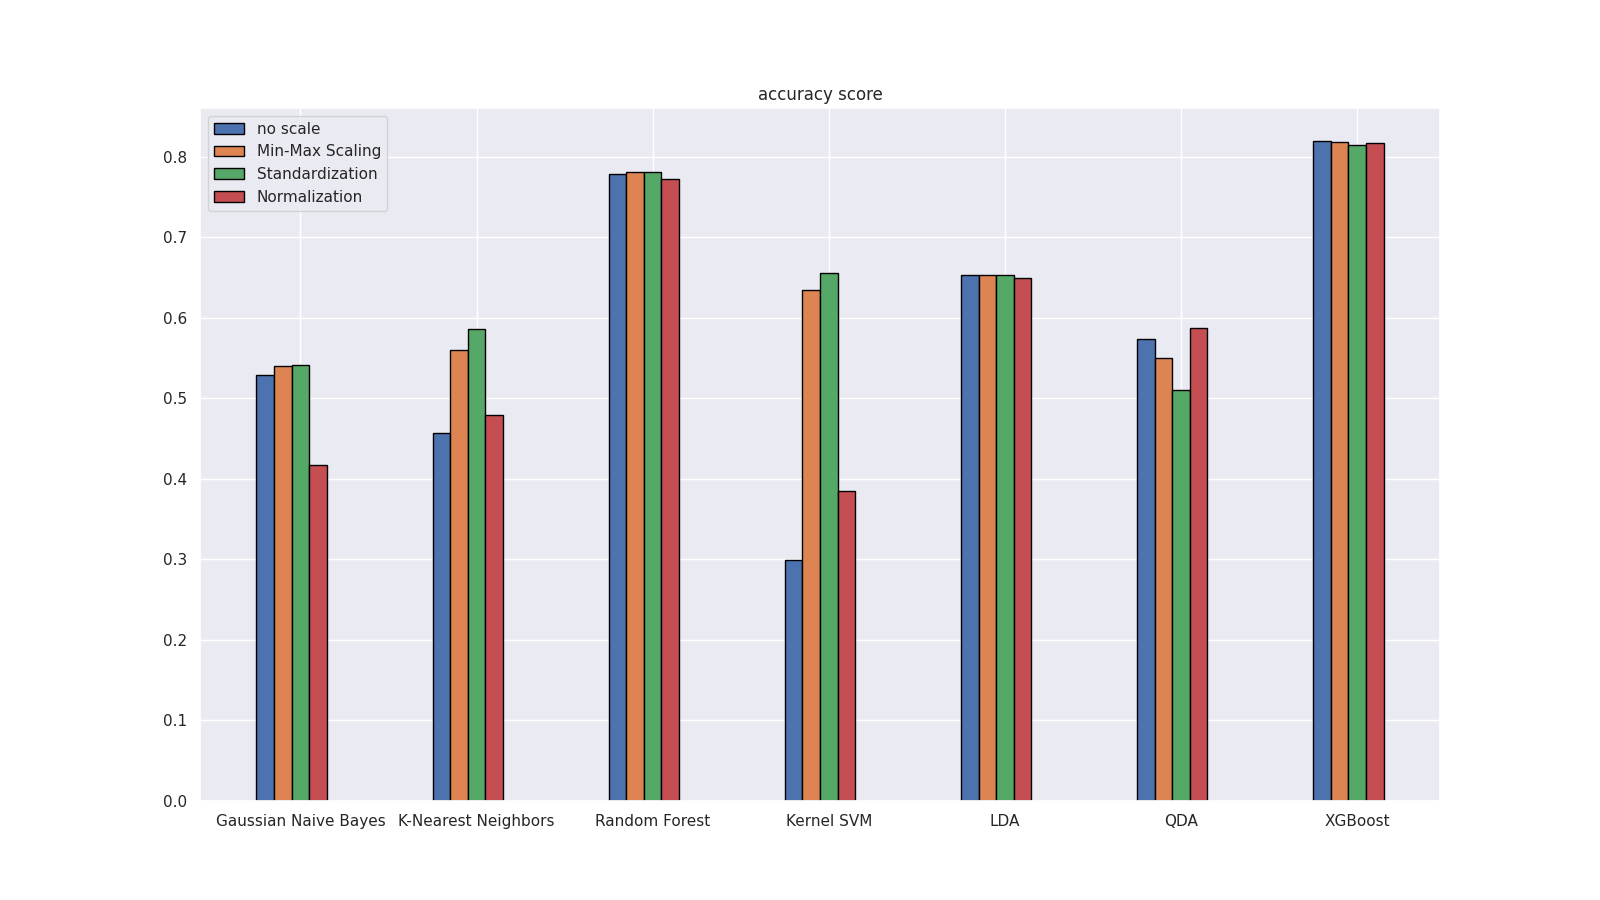 accuracy score
no scale
Min-Max Scaling
Standardization
Normalization
0.8
0.7
0.6
0.5
0.4
0.3
0.2
0.1
0.0
Gaussian Naive Bayes K-Nearest Neighbors Random Forest Kernel SVM LDA QDA XGBoost